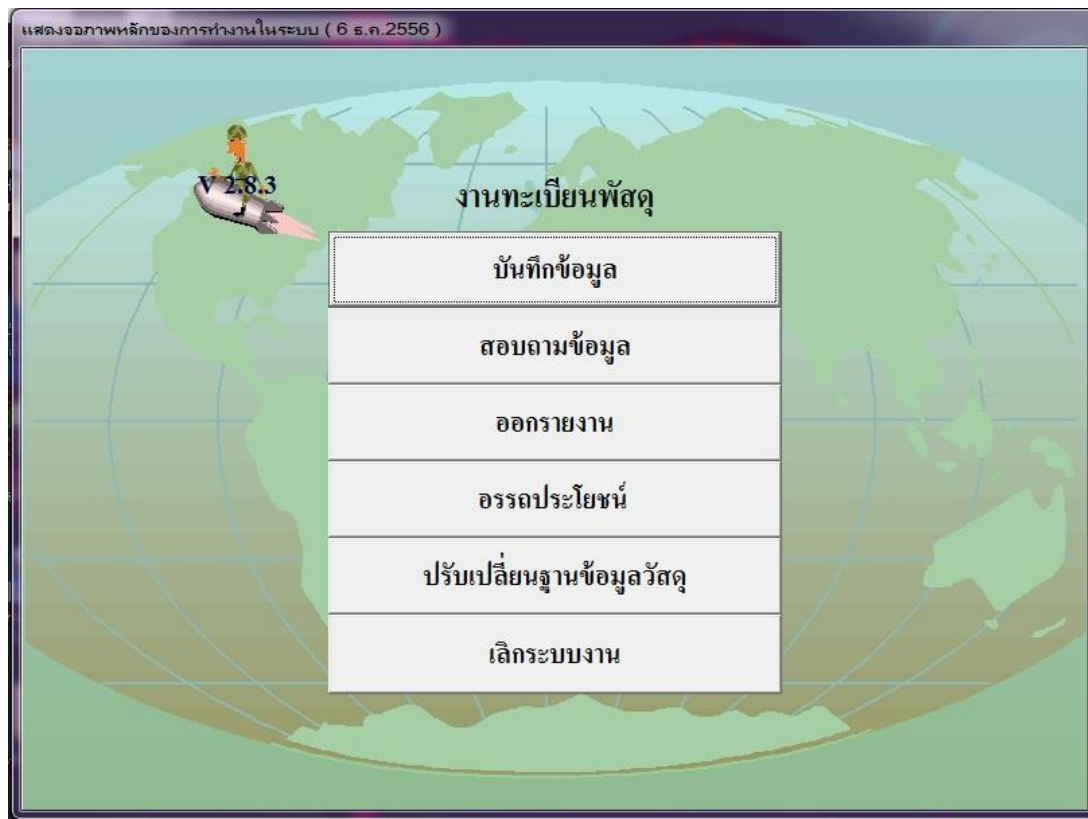 แสดงจอภาพหลักของการทำงานในระบบ ( 6 ธ.ค.2556 )
V 2.8.3
งานทะเบียนพัสดุ
บันทึกข้อมูล
สอบถามข้อมูล
ออกรายงาน
อรรถประโยชน์
ปรับเปลี่ยนฐานข้อมูลวัสดุ
เลิกระบบงาน